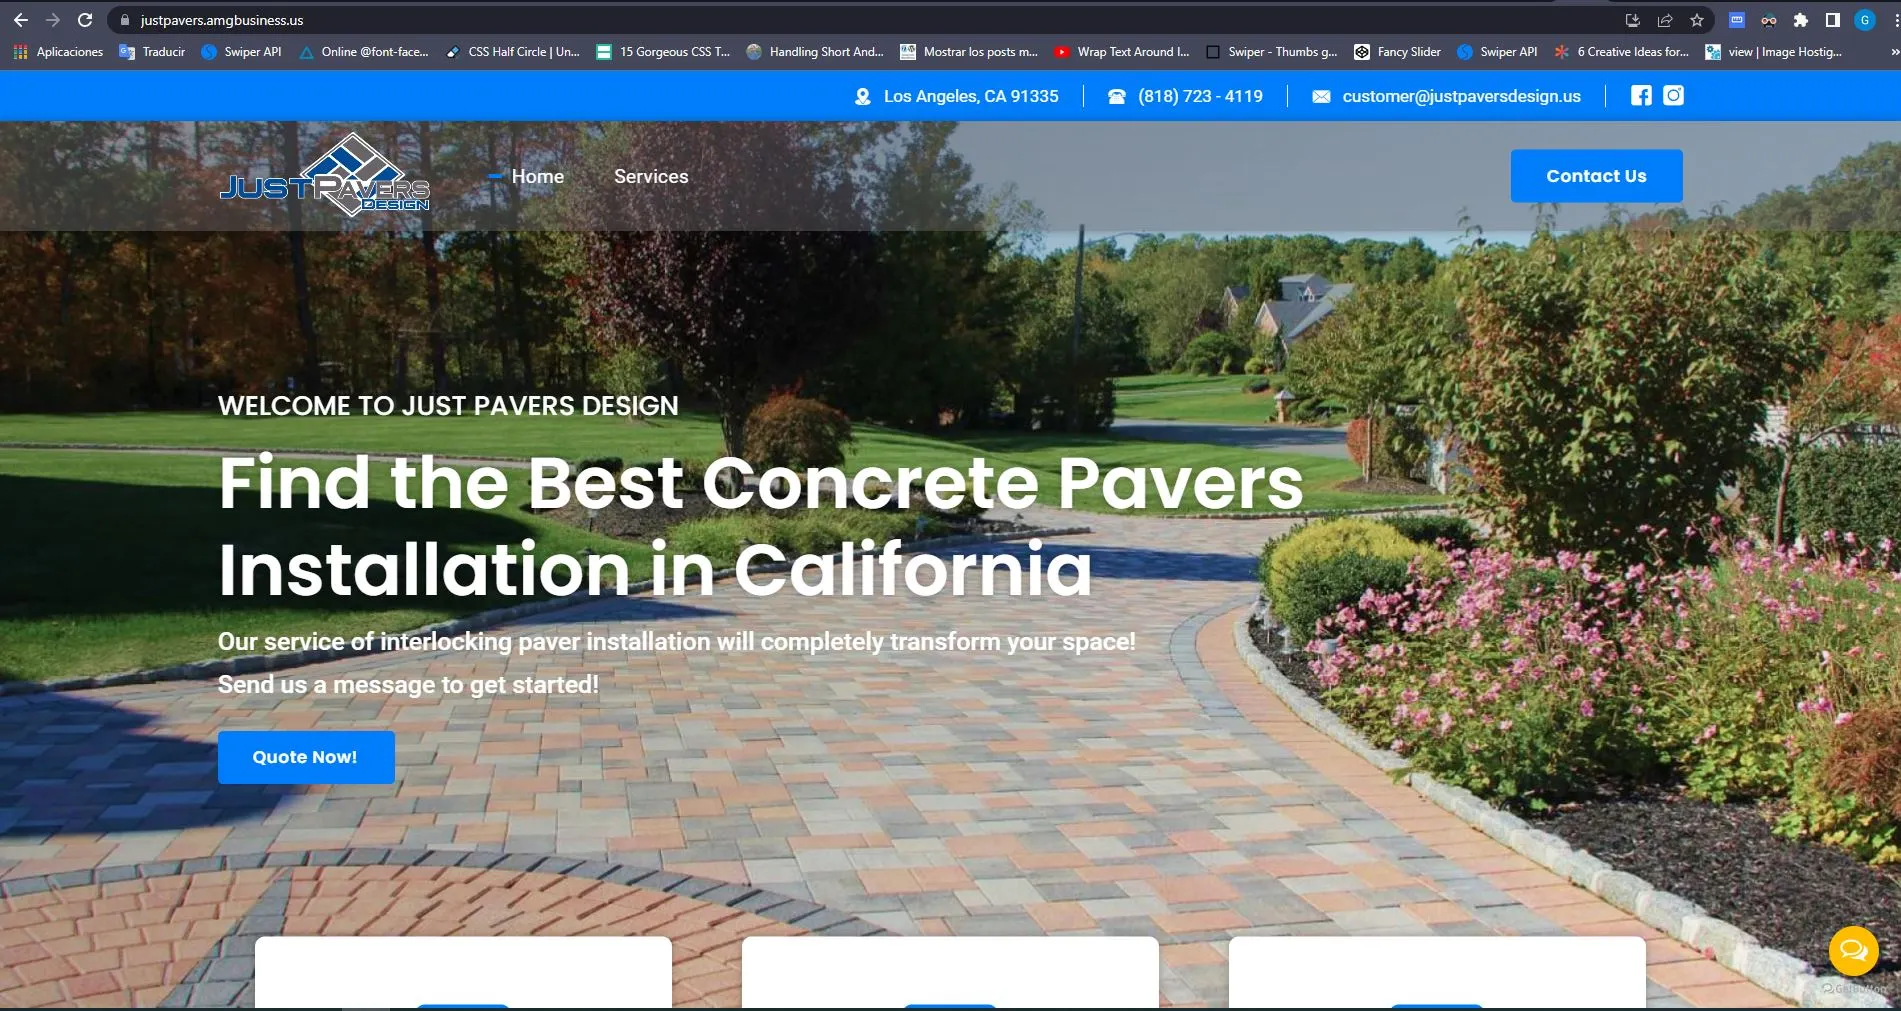 justpavers.amgbusiness.us
Aplicaciones Traducir Swiper API Online @font-face... CSS Half Circle | Un... 15 Gorgeous CSS T... Handling Short And... Mostrar los posts m... Wrap Text Around I... Swiper - Thumbs g... Fancy Slider Swiper API 6 Creative Ideas for... view | Image Hostig... »
Los Angeles, CA 91335 (818) 723 - 4119 customer@justpaversdesign.us
JUSTPAVERS
DESIGN
Home Services Contact Us
WELCOME TO JUST PAVERS DESIGN
Find the Best Concrete Pavers
Installation in California
Our service of interlocking paver installation will completely transform your space!
Send us a message to get started!
Quote Now!
GetButton